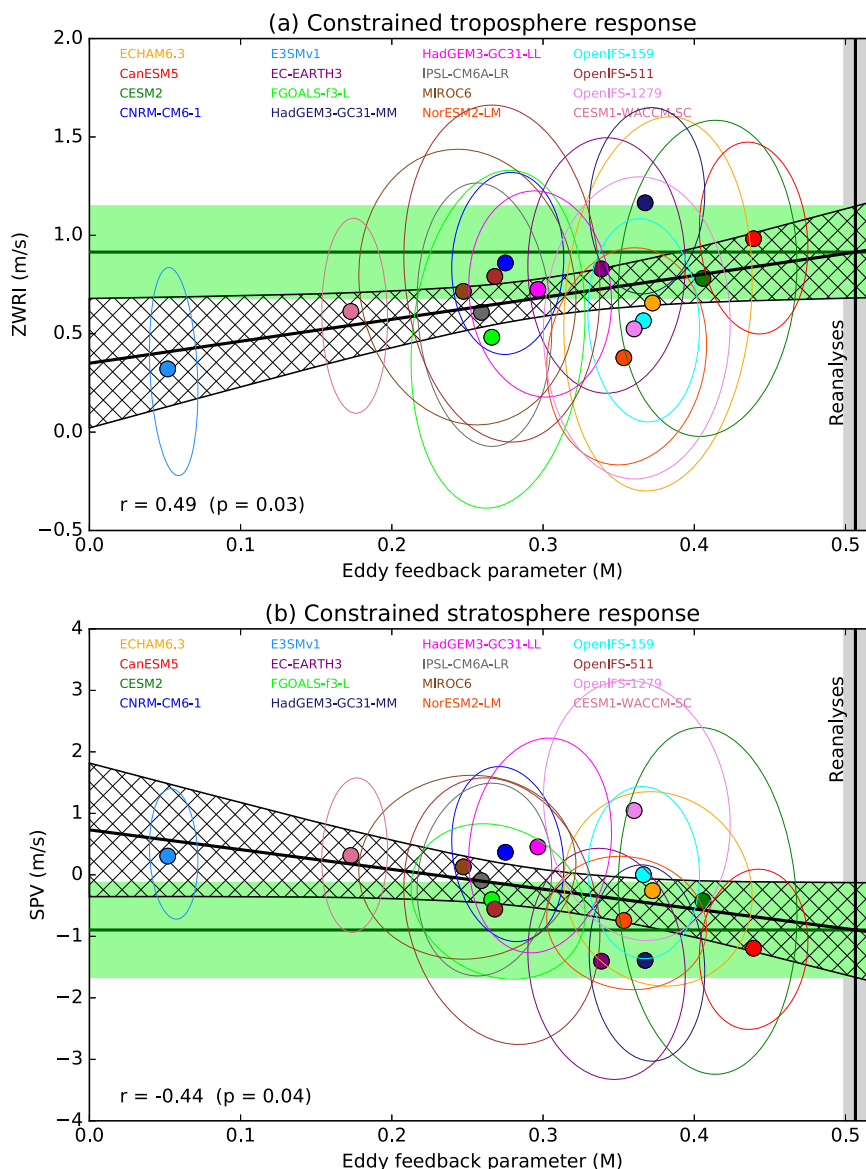 (a) Constrained troposphere response
2.0
1.5
1.0
0.5
0.0
−0.5
ZWRI (m/s)
ECHAM6.3 E3SMv1 HadGEM3-GC31-LL OpenIFS-159
CanESM5 EC-EARTH3 IPSL-CM6A-LR OpenIFS-511
CESM2 FGOALS-f3-L MIROC6 OpenIFS-1279
CNRM-CM6-1 HadGEM3-GC31-MM NorESM2-LM CESM1-WACCM-SC
Reanalyses
r = 0.49 (p = 0.03)
0.0 0.1 0.2 0.3 0.4 0.5
Eddy feedback parameter (M)
(b) Constrained stratosphere response
4
3
2
1
0
−1
−2
−3
−4
SPV (m/s)
ECHAM6.3 E3SMv1 HadGEM3-GC31-LL OpenIFS-159
CanESM5 EC-EARTH3 IPSL-CM6A-LR OpenIFS-511
CESM2 FGOALS-f3-L MIROC6 OpenIFS-1279
CNRM-CM6-1 HadGEM3-GC31-MM NorESM2-LM CESM1-WACCM-SC
Reanalyses
r = -0.44 (p = 0.04)
0.0 0.1 0.2 0.3 0.4 0.5
Eddy feedback parameter (M)